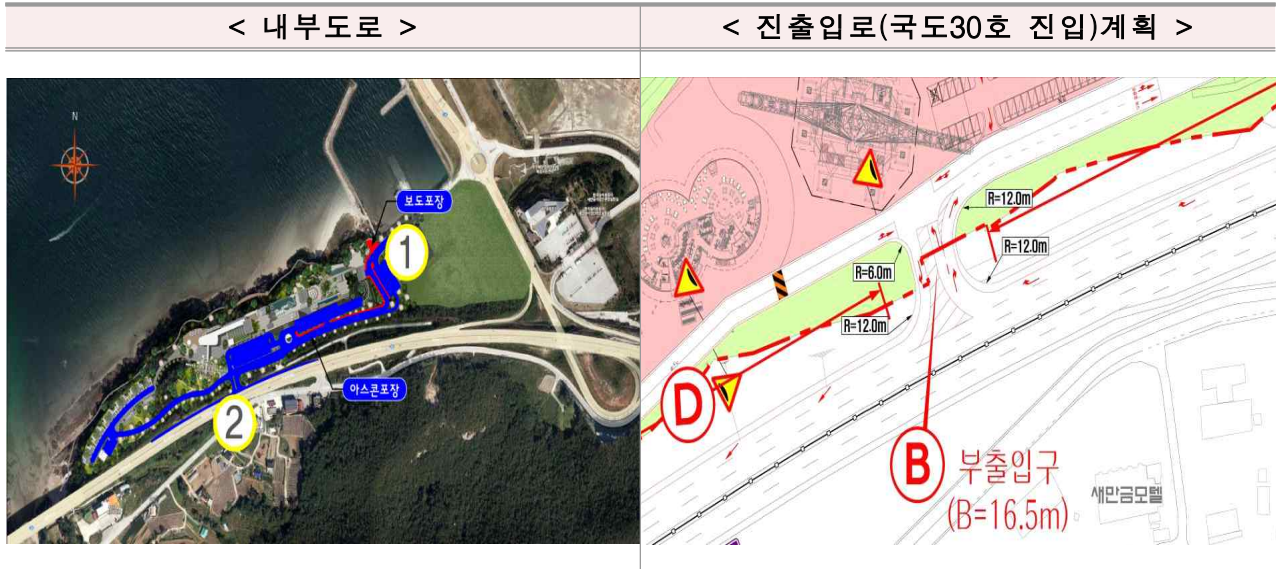 < 내부도로 >
< 진출입로(국도30호 진입)계획 >
N
보도포장
1
아스콘포장
2
R=12.0m
R=12.0m
R=6.0m
R=12.0m
D
B
부출입구
(B=16.5m)
새만금모텔